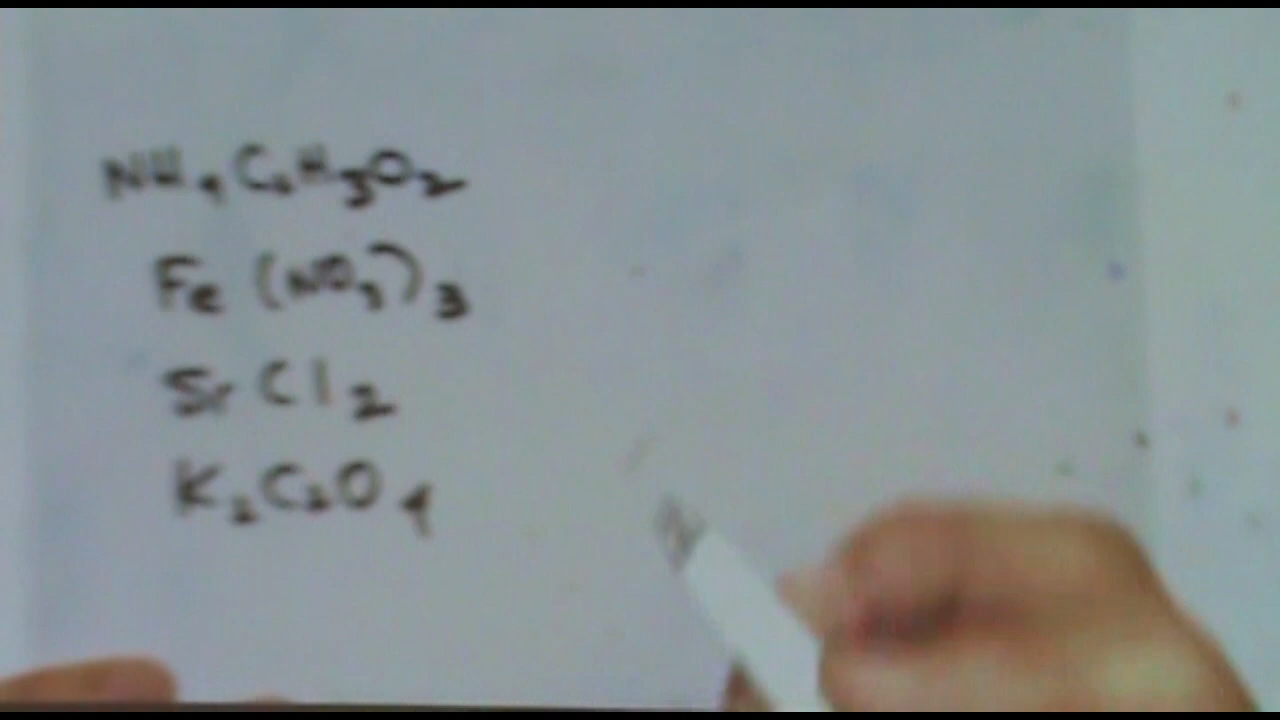 NH₄C₂H₃O₂
Fe(NO₃)₃
SrCl₂
K₂C₂O₄